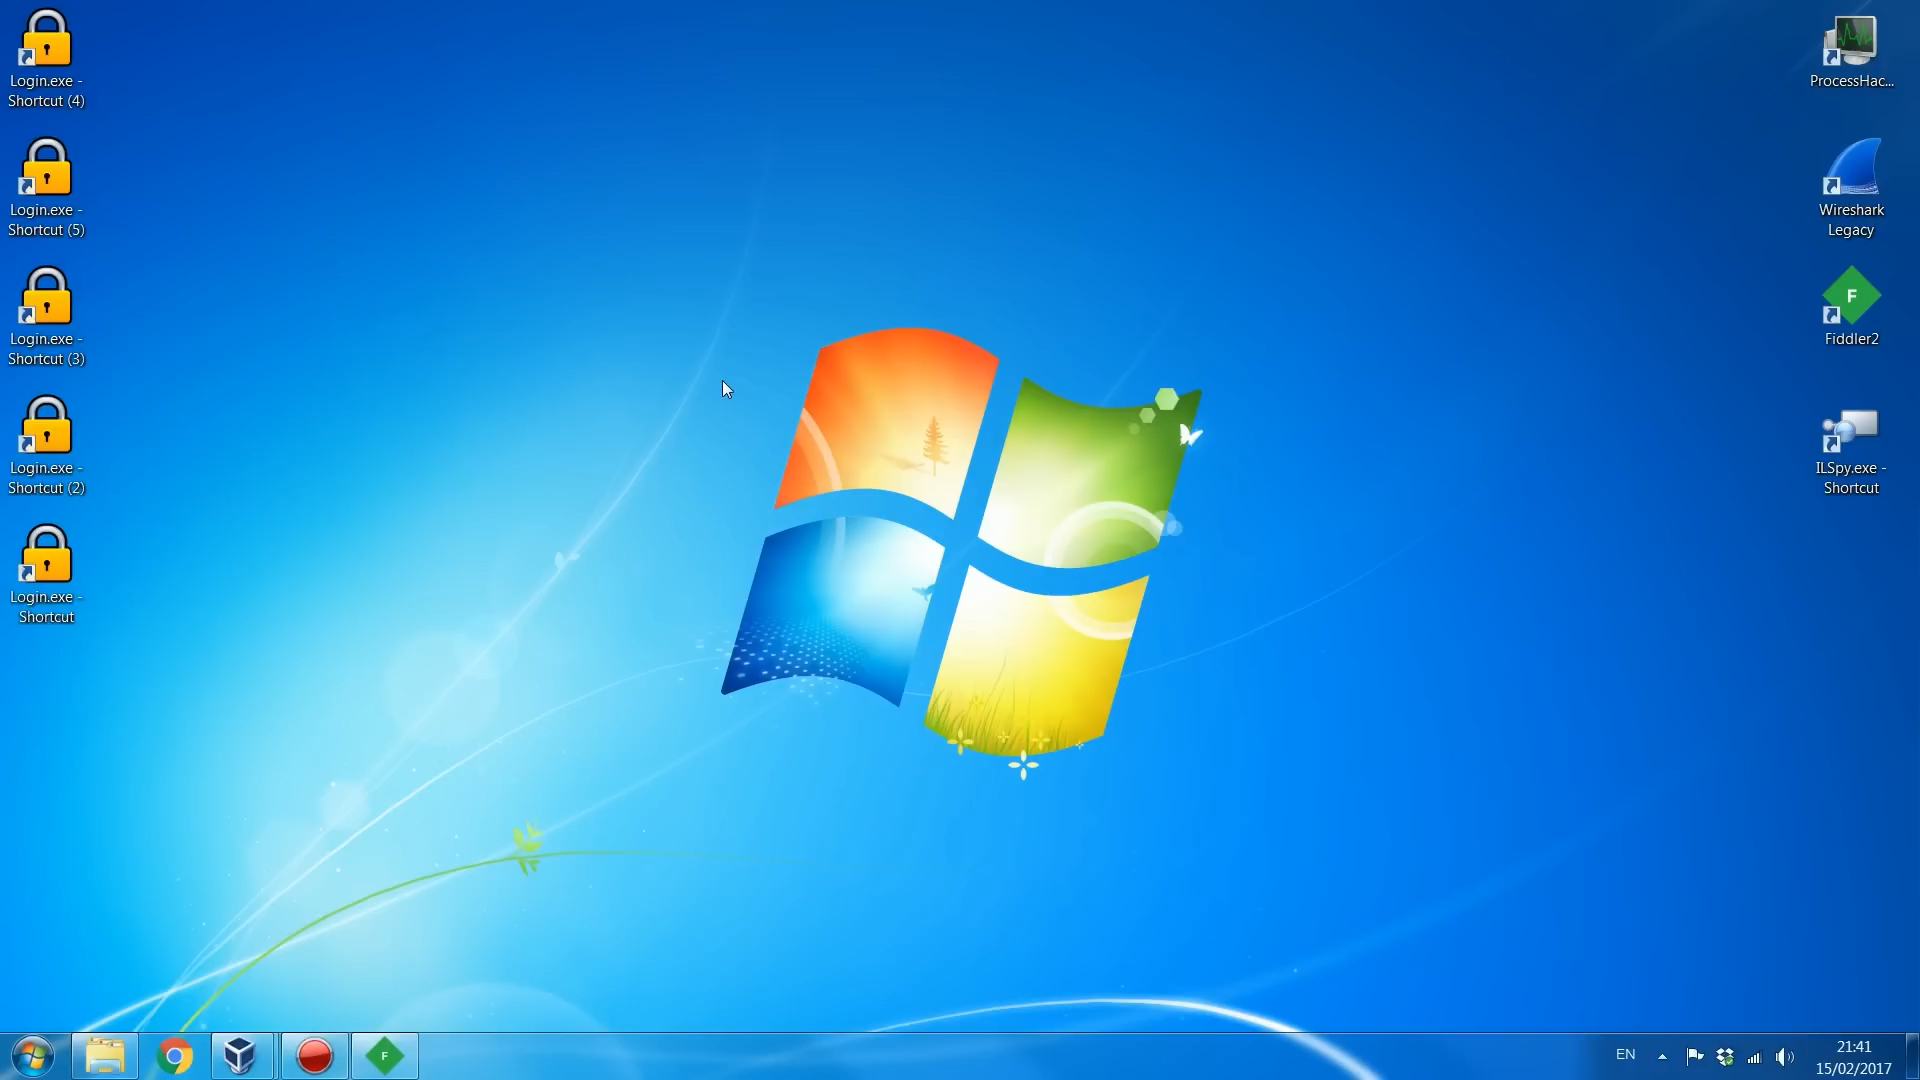 Login.exe -
Shortcut (4)
Login.exe -
Shortcut (5)
Login.exe -
Shortcut (3)
Login.exe -
Shortcut (2)
Login.exe -
Shortcut
ProcessHac...
Wireshark
Legacy
F
Fiddler2
ILSpy.exe -
Shortcut
F
EN
21:41
15/02/2017